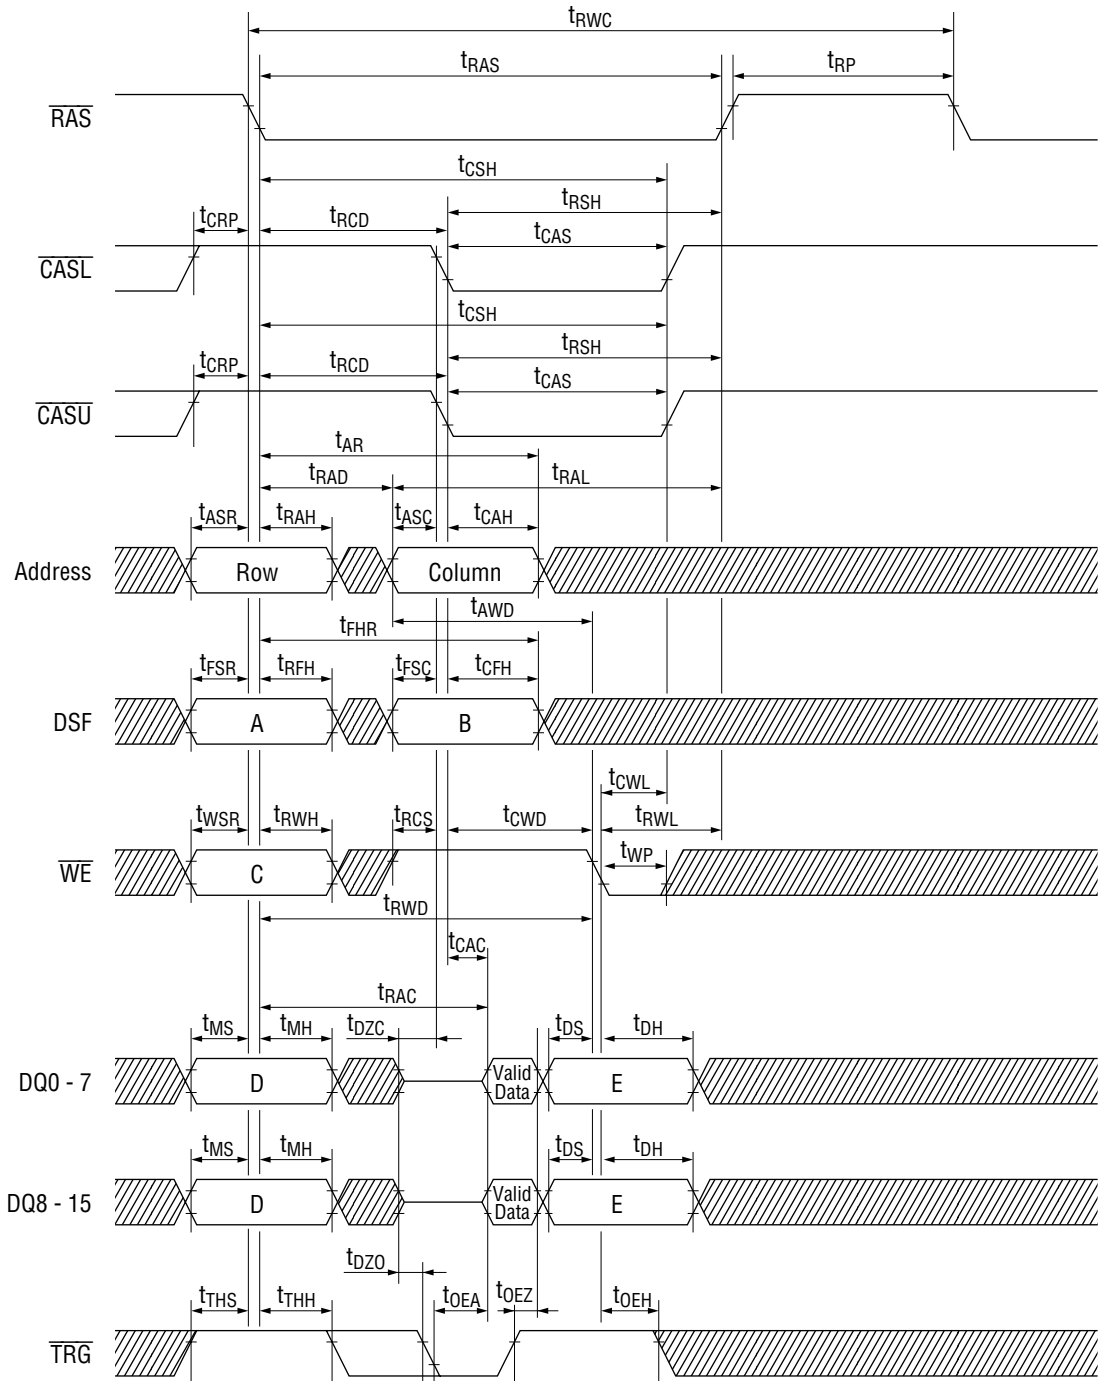 tRWC
tRAS tRP
RAS
tCSH
tRSH
tCRP tRCD
tCAS
CASL
tCSH
tRSH
tCRP tRCD
tCAS
CASU
tAR
tRAD tRAL
tASR tRAH tASC tCAH
Address Row Column
tAWD
tFHR
tFSR tRFH tFSC tCFH
DSF A B
tCWL
tWSR tRWH tRCS tCWD tRWL
tWP
WE C
tRWD
tCAC
tRAC
tMS tMH tDZC tDS tDH
DQ0 - 7 D Valid Data E
tMS tMH tDS tDH
DQ8 - 15 D Valid Data E
tDZO
tTHS tTHH tOEA tOEZ tOEH
TRG